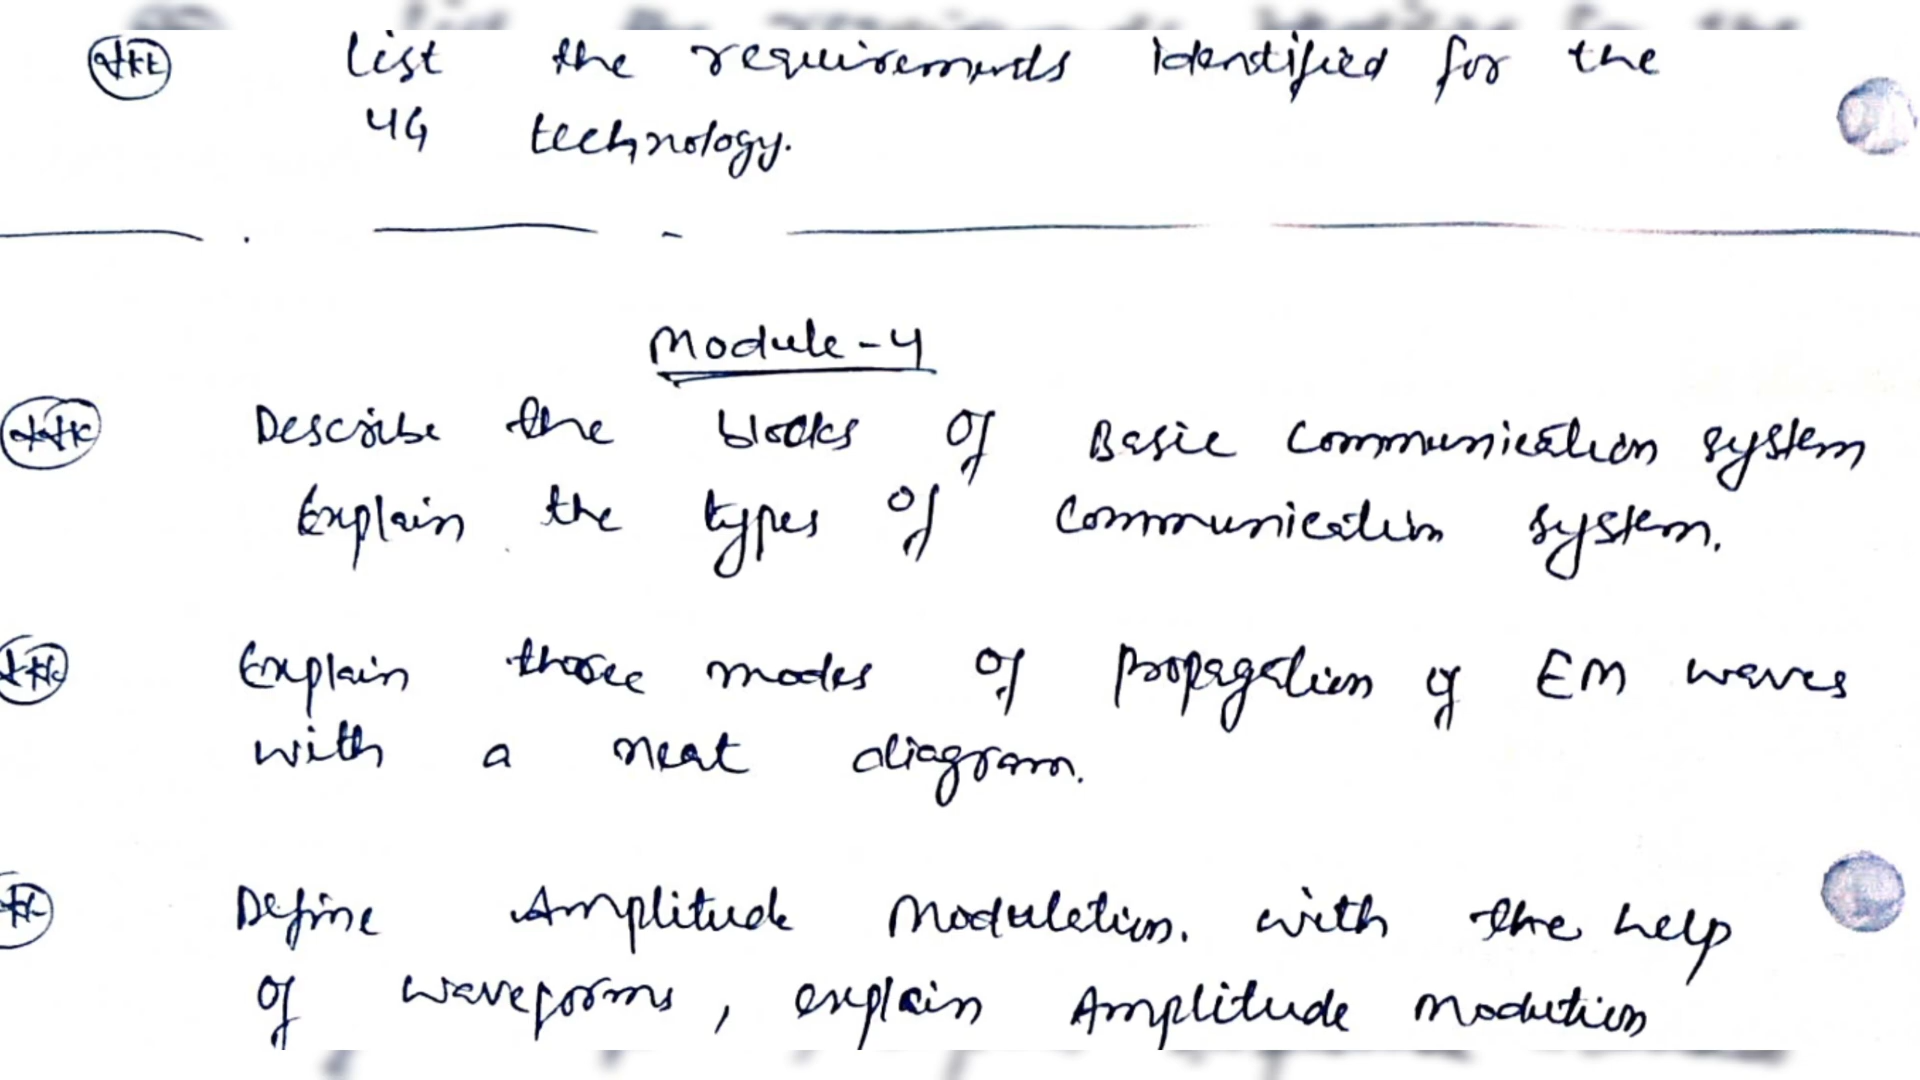 List the requirements identified for the
4G technology.
Module-4
Describe the blocks of Basic Communication system
Explain the types of Communication system.
Explain three modes of propagation of EM waves
with a neat diagram.
Define Amplitude Modulation. with the help
of waveforms, explain Amplitude Modution